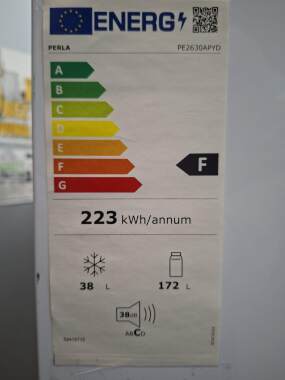 ENERG
PERLA PE2630APYD
A
B
C
D
E
F
F
G
223 kWh/annum
38 L 172 L
38dB
ABCD